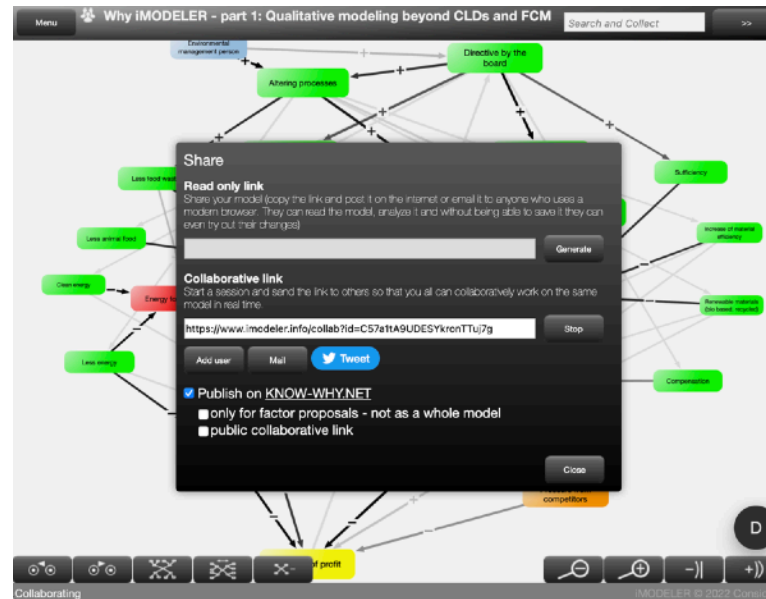 Menu
Why iMODELER - part 1: Qualitative modeling beyond CLDs and FCM
Search and Collect
>>
Environmental
management person
Directive by the
board
Altering processes
Less food
Sufficiency
Less animal food
Increase of material
efficiency
Clean energy
Energy
Renewable materials
(bio based, recycled)
Less energy
Compensation
Share
Read only link
Share your model (copy the link and post it on the internet or email it to anyone who uses a
modern browser. They can read the model, analyze it and without being able to save it they can
even try out their changes)
Generate
Collaborative link
Start a session and send the link to others so that you all can collaboratively work on the same
model in real time.
https://www.imodeler.info/collab?id=C57a1tA9UDESYkronTTuj7g
Stop
Add user
Mail
Tweet
Publish on KNOW-WHY.NET
only for factor proposals - not as a whole model
public collaborative link
Close
competitors
of profit
D
-)|
+))
Collaborating
iMODELER © 2022 Consid